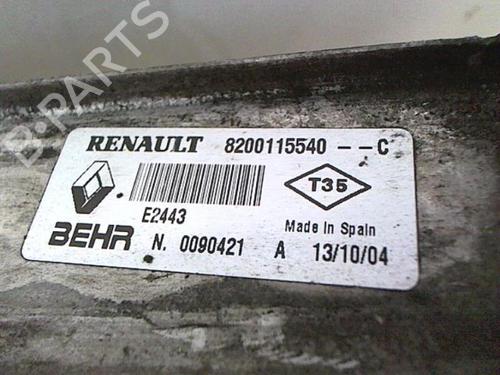 B-PARTS
RENAULT 8200115540 --C
T35
E2443
Made In Spain
BEHR N. 0090421 A 13/10/04